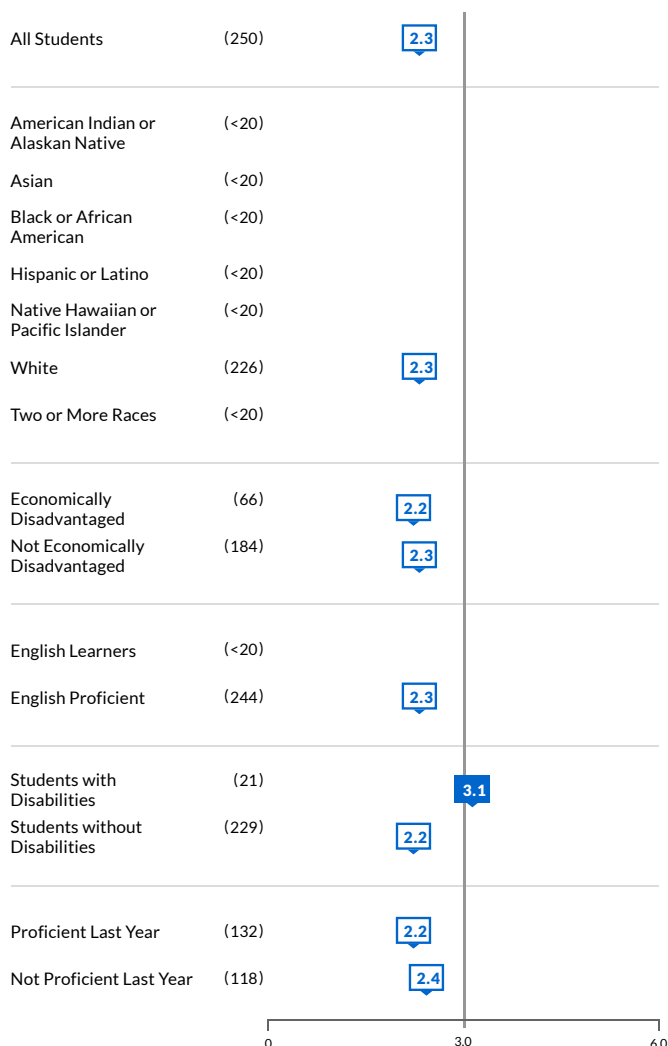 All Students (250) 2.3
American Indian or (<20)
Alaskan Native
Asian (<20)
Black or African (<20)
American
Hispanic or Latino (<20)
Native Hawaiian or (<20)
Pacific Islander
White (226) 2.3
Two or More Races (<20)
Economically (66) 2.2
Disadvantaged
Not Economically (184) 2.3
Disadvantaged
English Learners (<20)
English Proficient (244) 2.3
Students with (21) 3.1
Disabilities
Students without (229) 2.2
Disabilities
Proficient Last Year (132) 2.2
Not Proficient Last Year (118) 2.4
0 3.0 6.0